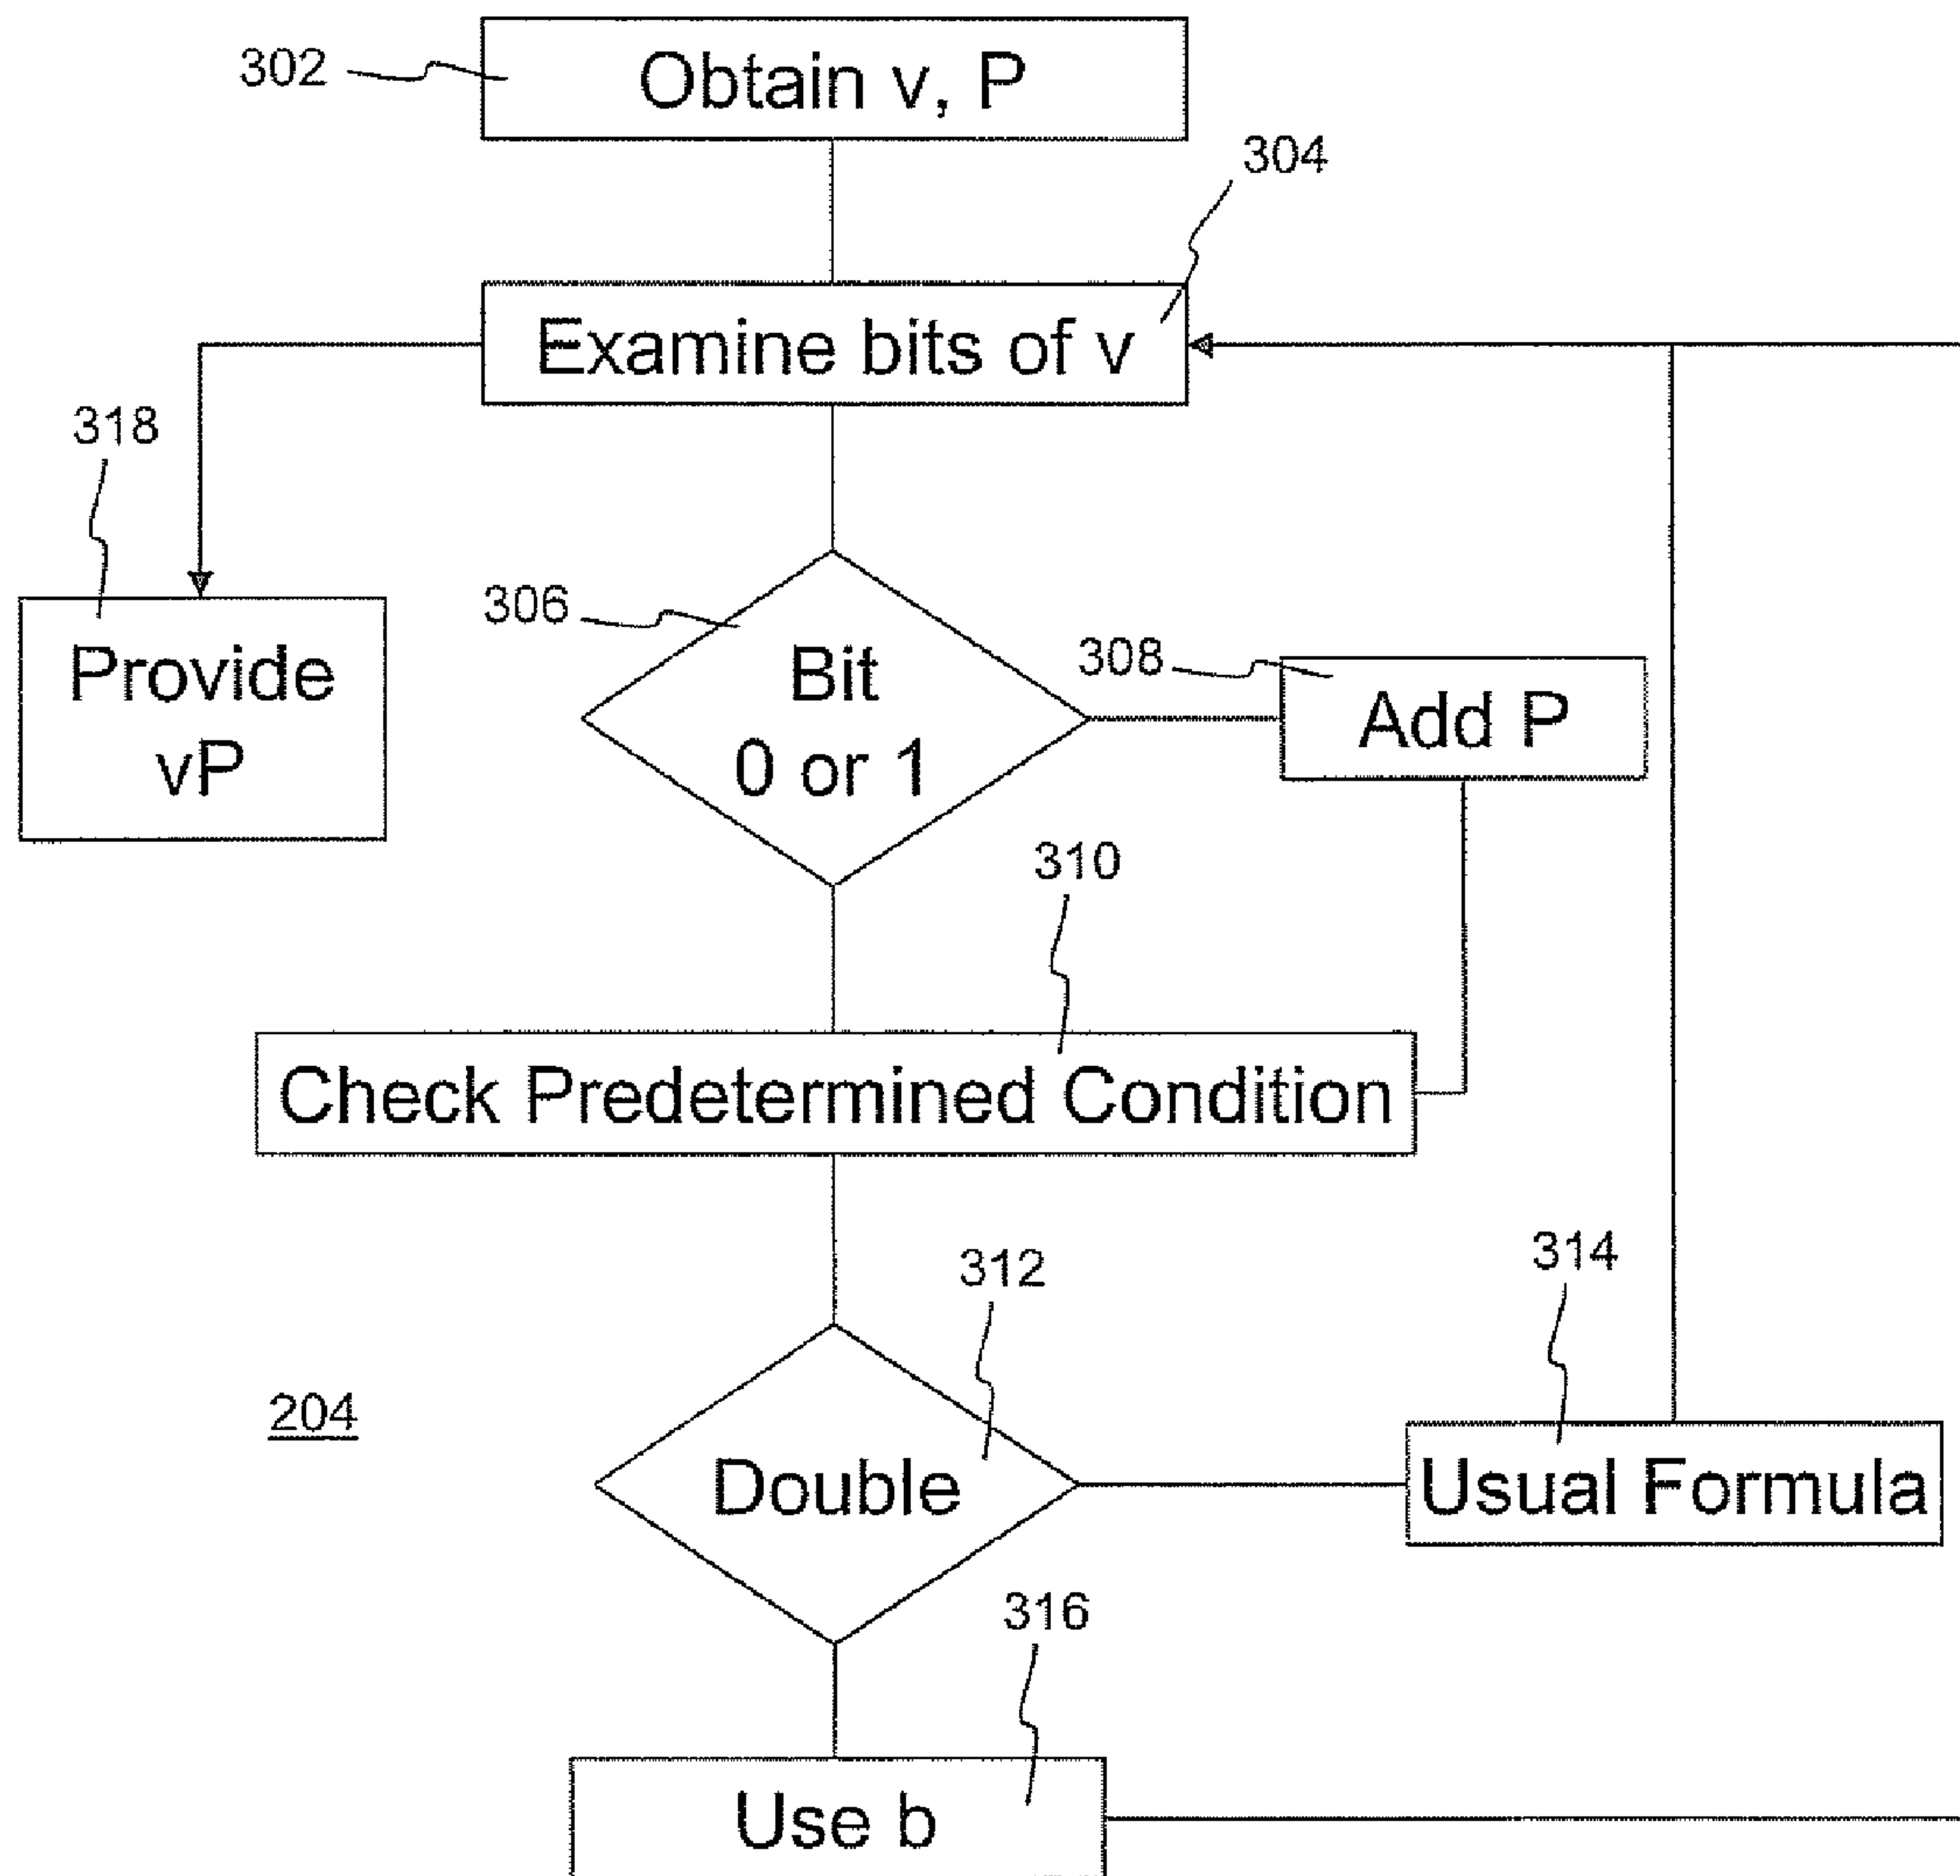 302
Obtain v, P
304
Examine bits of v
318
Provide
vP
306
Bit
0 or 1
308
Add P
310
Check Predetermined Condition
312
Double
314
Usual Formula
204
316
Use b